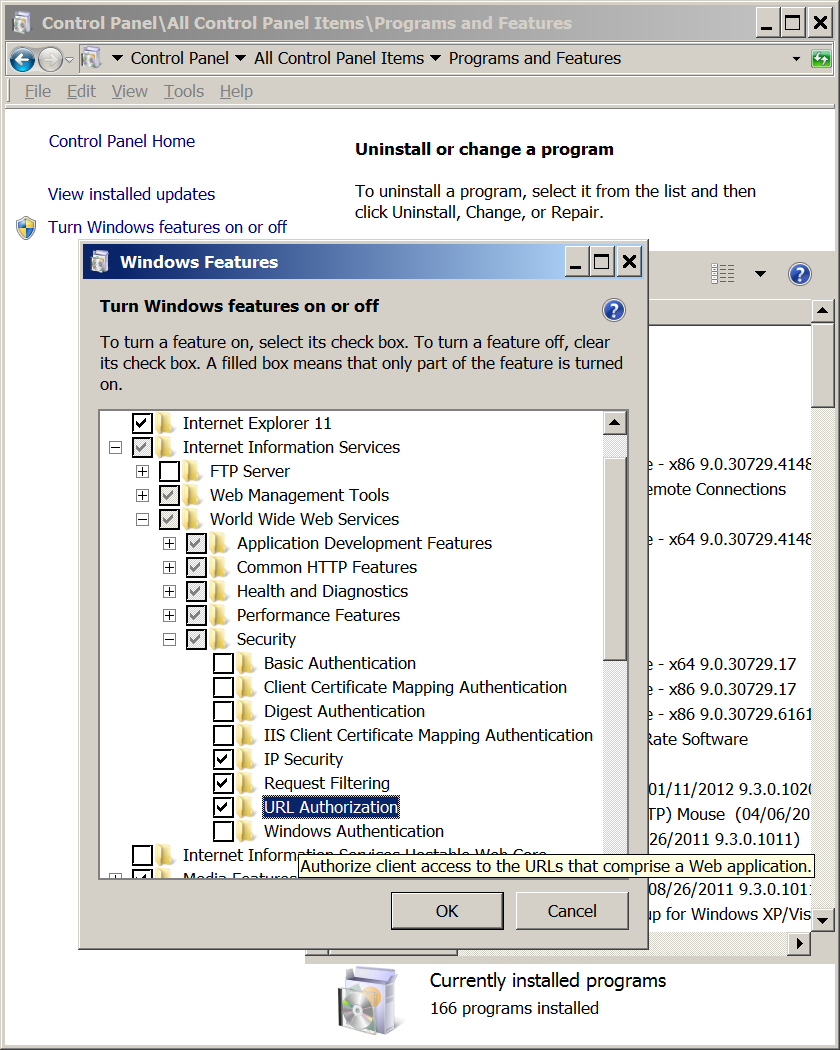 Control Panel\All Control Panel Items\Programs and Features
Control Panel All Control Panel Items Programs and Features
File Edit View Tools Help
Control Panel Home
View installed updates
Turn Windows features on or off
Uninstall or change a program
To uninstall a program, select it from the list and then
click Uninstall, Change, or Repair.
Windows Features
Turn Windows features on or off
To turn a feature on, select its check box. To turn a feature off, clear
its check box. A filled box means that only part of the feature is turned
on.
Internet Explorer 11
Internet Information Services
FTP Server
Web Management Tools
World Wide Web Services
Application Development Features
Common HTTP Features
Health and Diagnostics
Performance Features
Security
Basic Authentication
Client Certificate Mapping Authentication
Digest Authentication
IIS Client Certificate Mapping Authentication
IP Security
Request Filtering
URL Authorization
Windows Authentication
Internet Information Services Hostable Web Core
Media Features
Authorize client access to the URLs that comprise a Web application.
OK Cancel
e - x86 9.0.30729.4148
emote Connections
e - x64 9.0.30729.4148
e - x64 9.0.30729.17
e - x86 9.0.30729.17
e - x86 9.0.30729.6161
Rate Software
01/11/2012 9.3.0.1020
TP) Mouse (04/06/20
26/2011 9.3.0.1011)
08/26/2011 9.3.0.1011
up for Windows XP/Vis
Currently installed programs
166 programs installed